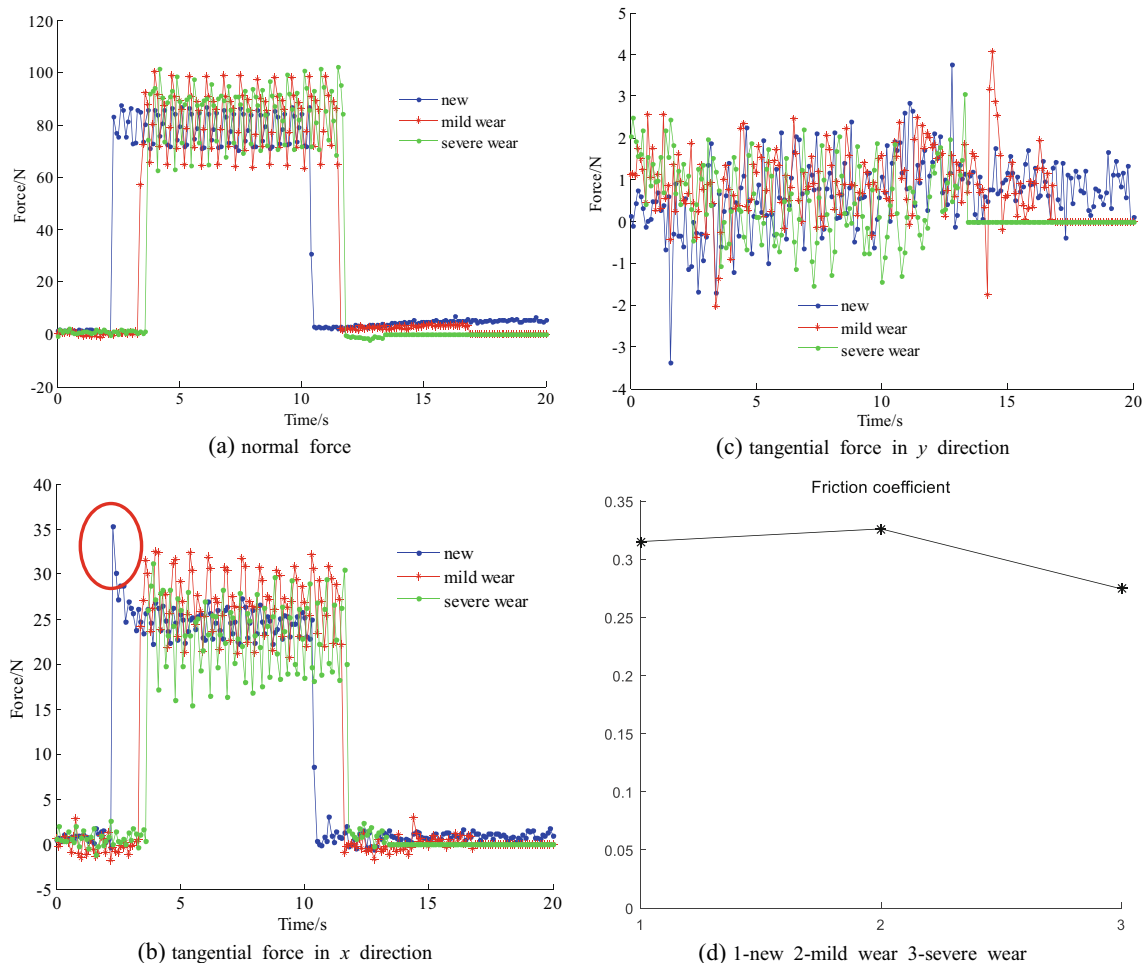 120
100
80
60
40
20
0
-20
Force/N
new
mild wear
severe wear
0 5 10 15 20
Time/s
(a) normal force
5
4
3
2
1
0
-1
-2
-3
-4
Force/N
new
mild wear
severe wear
0 5 10 15 20
Time/s
(c) tangential force in y direction
40
35
30
25
20
15
10
5
0
-5
Force/N
new
mild wear
severe wear
0 5 10 15 20
Time/s
(b) tangential force in x direction
Friction coefficient
0.35
0.3
0.25
0.2
0.15
0.1
0.05
0
1 2 3
(d) 1-new 2-mild wear 3-severe wear